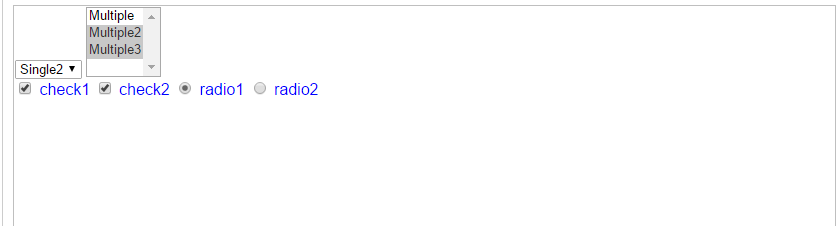 Multiple
Multiple2
Multiple3
Single2
check1 check2 radio1 radio2